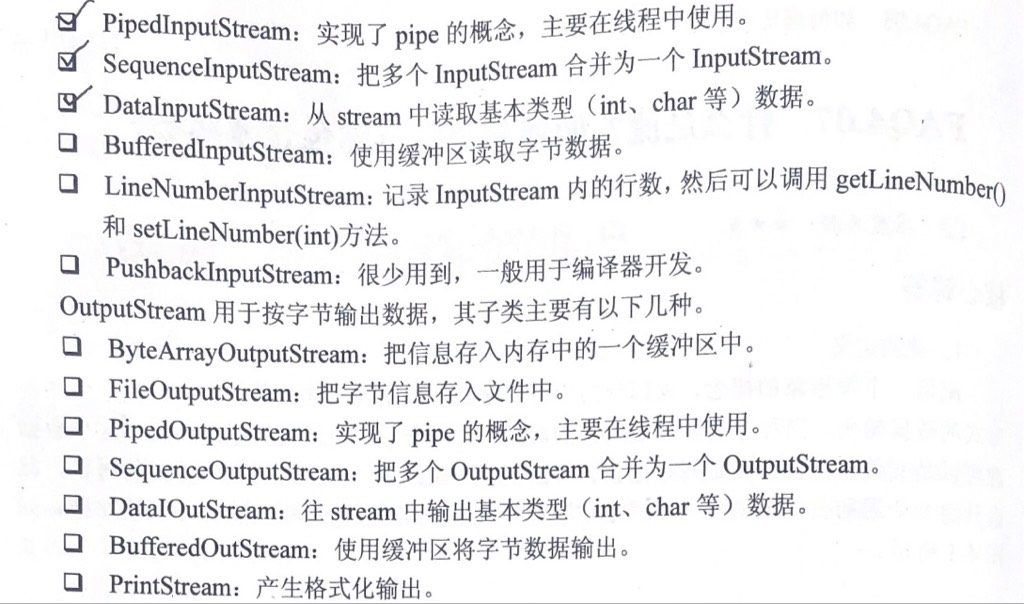 PipedInputStream：实现了 pipe 的概念，主要在线程中使用。
SequenceInputStream：把多个 InputStream 合并为一个 InputStream。
DataInputStream：从 stream 中读取基本类型（int、char 等）数据。
BufferedInputStream：使用缓冲区读取字节数据。
LineNumberInputStream：记录 InputStream 内的行数，然后可以调用 getLineNumber()
和 setLineNumber(int)方法。
PushbackInputStream：很少用到，一般用于编译器开发。
OutputStream 用于按字节输出数据，其子类主要有以下几种。
ByteArrayOutputStream：把信息存入内存中的一个缓冲区中。
FileOutputStream：把字节信息存入文件中。
PipedOutputStream：实现了 pipe 的概念，主要在线程中使用。
SequenceOutputStream：把多个 OutputStream 合并为一个 OutputStream。
DataIOutStream：往 stream 中输出基本类型（int、char 等）数据。
BufferedOutStream：使用缓冲区将字节数据输出。
PrintStream：产生格式化输出。